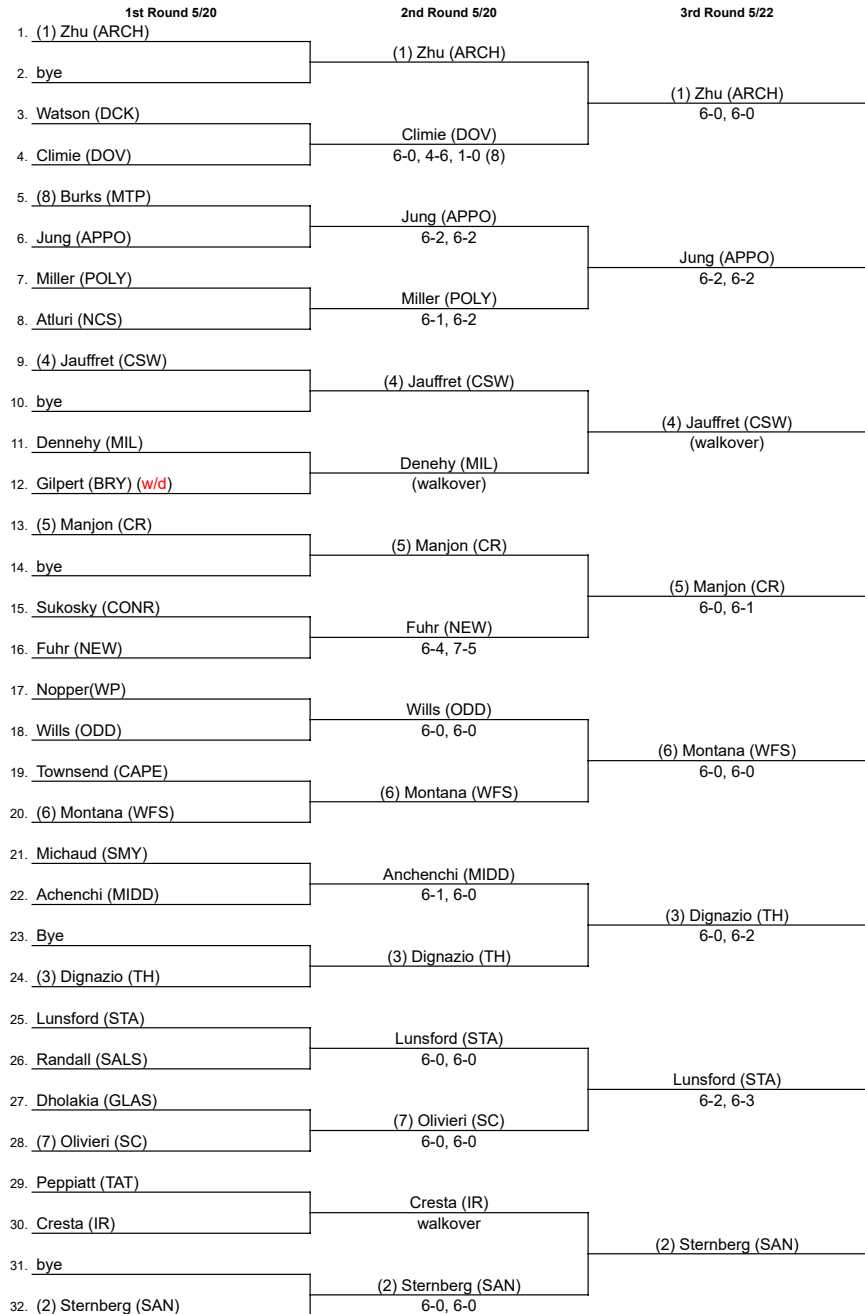 1st Round 5/20
2nd Round 5/20
3rd Round 5/22
1. (1) Zhu (ARCH)
2. bye
3. Watson (DCK)
4. Climie (DOV)
5. (8) Burks (MTP)
6. Jung (APPO)
7. Miller (POLY)
8. Atluri (NCS)
9. (4) Jauffret (CSW)
10. bye
11. Dennehy (MIL)
12. Gilpert (BRY) (w/d)
13. (5) Manjon (CR)
14. bye
15. Sukosky (CONR)
16. Fuhr (NEW)
17. Nopper(WP)
18. Wills (ODD)
19. Townsend (CAPE)
20. (6) Montana (WFS)
21. Michaud (SMY)
22. Achenchi (MIDD)
23. Bye
24. (3) Dignazio (TH)
25. Lunsford (STA)
26. Randall (SALS)
27. Dholakia (GLAS)
28. (7) Olivieri (SC)
29. Peppiatt (TAT)
30. Cresta (IR)
31. bye
32. (2) Sternberg (SAN)
(1) Zhu (ARCH)
Climie (DOV)
6-0, 4-6, 1-0 (8)
Jung (APPO)
6-2, 6-2
Miller (POLY)
6-1, 6-2
(4) Jauffret (CSW)
Denehy (MIL)
(walkover)
(5) Manjon (CR)
Fuhr (NEW)
6-4, 7-5
Wills (ODD)
6-0, 6-0
(6) Montana (WFS)
Anchenchi (MIDD)
6-1, 6-0
(3) Dignazio (TH)
Lunsford (STA)
6-0, 6-0
(7) Olivieri (SC)
6-0, 6-0
Cresta (IR)
walkover
(2) Sternberg (SAN)
6-0, 6-0
(1) Zhu (ARCH)
6-0, 6-0
Jung (APPO)
6-2, 6-2
(4) Jauffret (CSW)
(walkover)
(5) Manjon (CR)
6-0, 6-1
(6) Montana (WFS)
6-0, 6-0
(3) Dignazio (TH)
6-0, 6-2
Lunsford (STA)
6-2, 6-3
(2) Sternberg (SAN)